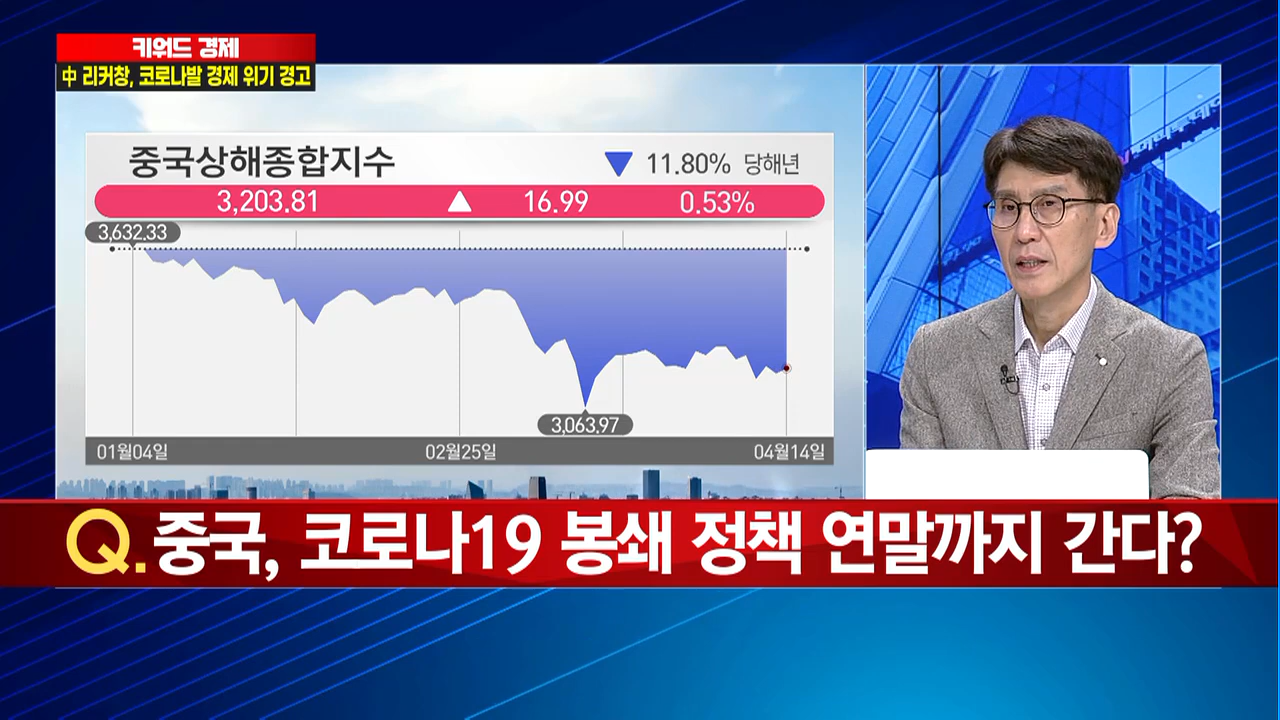 키워드 경제
中 리커창, 코로나발 경제 위기 경고
중국상해종합지수 ▼ 11.80% 당해년
3,203.81 ▲ 16.99 0.53%
3,632.33
3,063.97
01월04일 02월25일 04월14일
Q. 중국, 코로나19 봉쇄 정책 연말까지 간다?